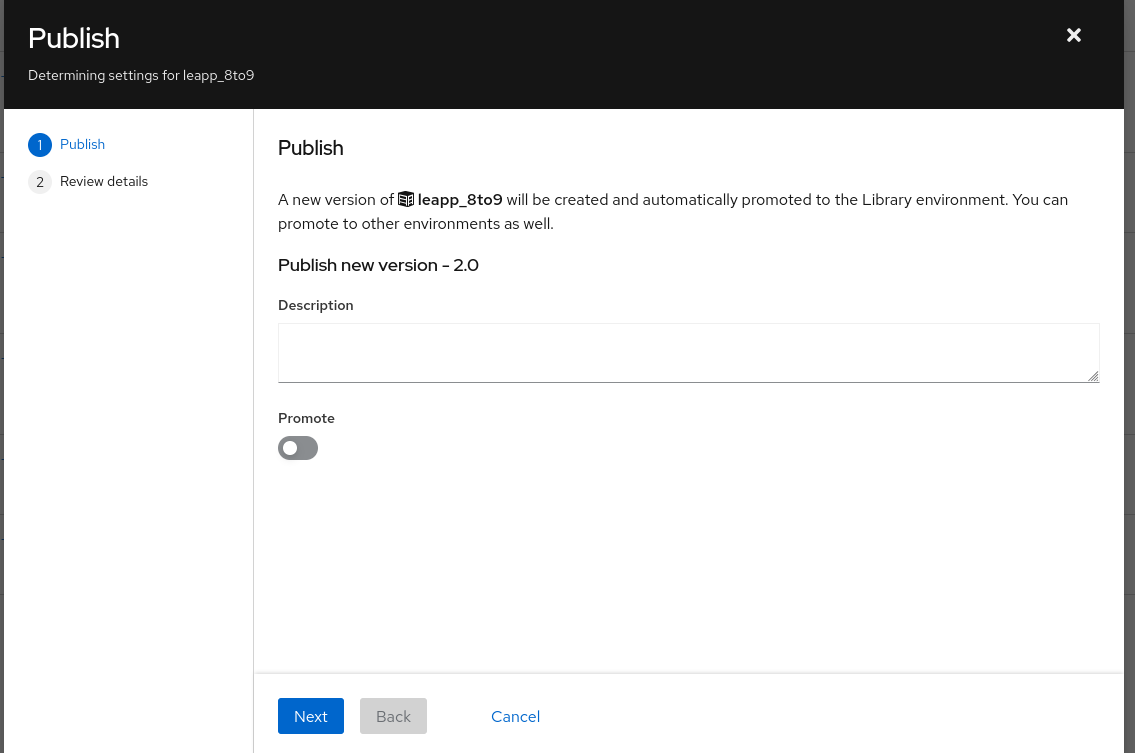 Publish
Determining settings for leapp_8to9
1 Publish
2 Review details
Publish
A new version of leapp_8to9 will be created and automatically promoted to the Library environment. You can
promote to other environments as well.
Publish new version - 2.0
Description
Promote
Next Back Cancel